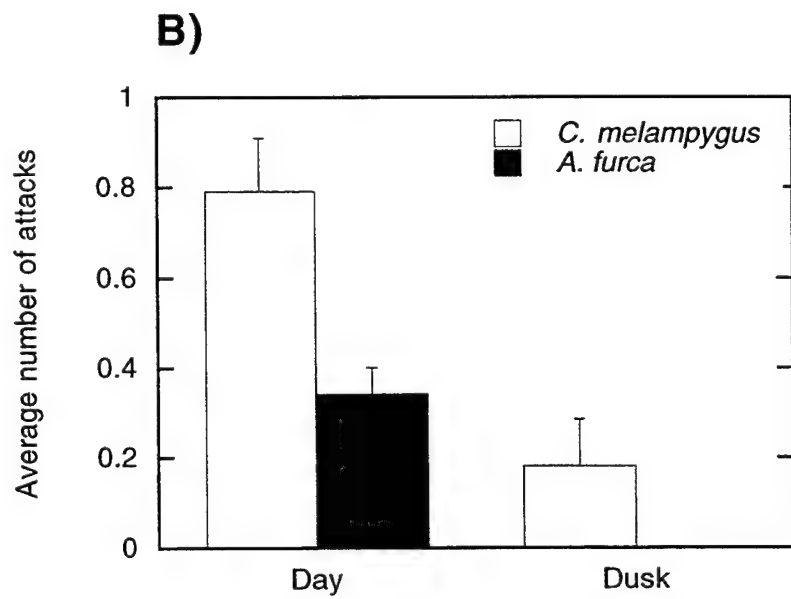 B)
Average number of attacks
1
0.8
0.6
0.4
0.2
0
C. melampygus
A. furca
Day
Dusk